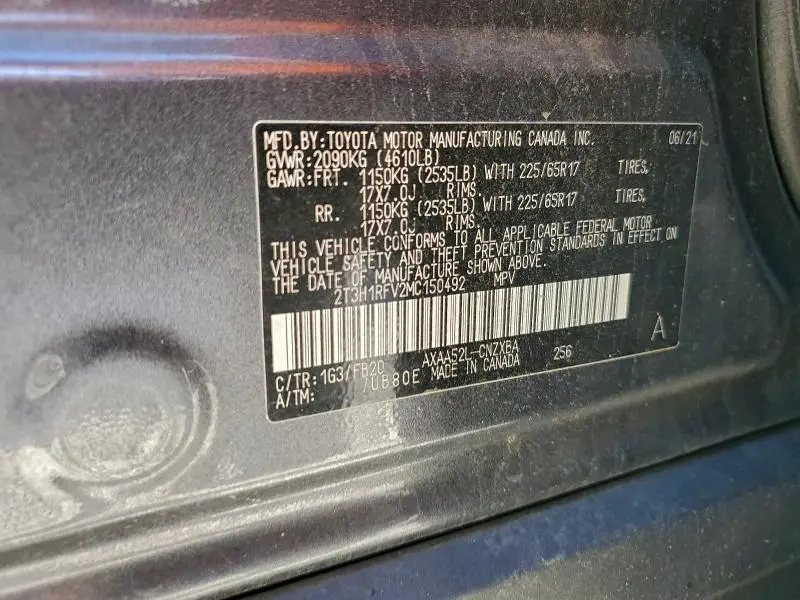 MFD.BY:TOYOTA MOTOR MANUFACTURING CANADA INC. 06/21
GVWR:2090KG (4610LB)
GAWR:FRT. 1150KG (2535LB) WITH 225/65R17 TIRES,
17X7.0J RIMS.
RR. 1150KG (2535LB) WITH 225/65R17 TIRES,
17X7.0J RIMS.
THIS VEHICLE CONFORMS TO ALL APPLICABLE FEDERAL MOTOR
VEHICLE SAFETY AND THEFT PREVENTION STANDARDS IN EFFECT ON
THE DATE OF MANUFACTURE SHOWN ABOVE.
2T3H1RFV2MC150492 MPV
A
C/TR:1G3/FB20 AXAA52L-CNZXBA 256
A/TM: /UB80E MADE IN CANADA